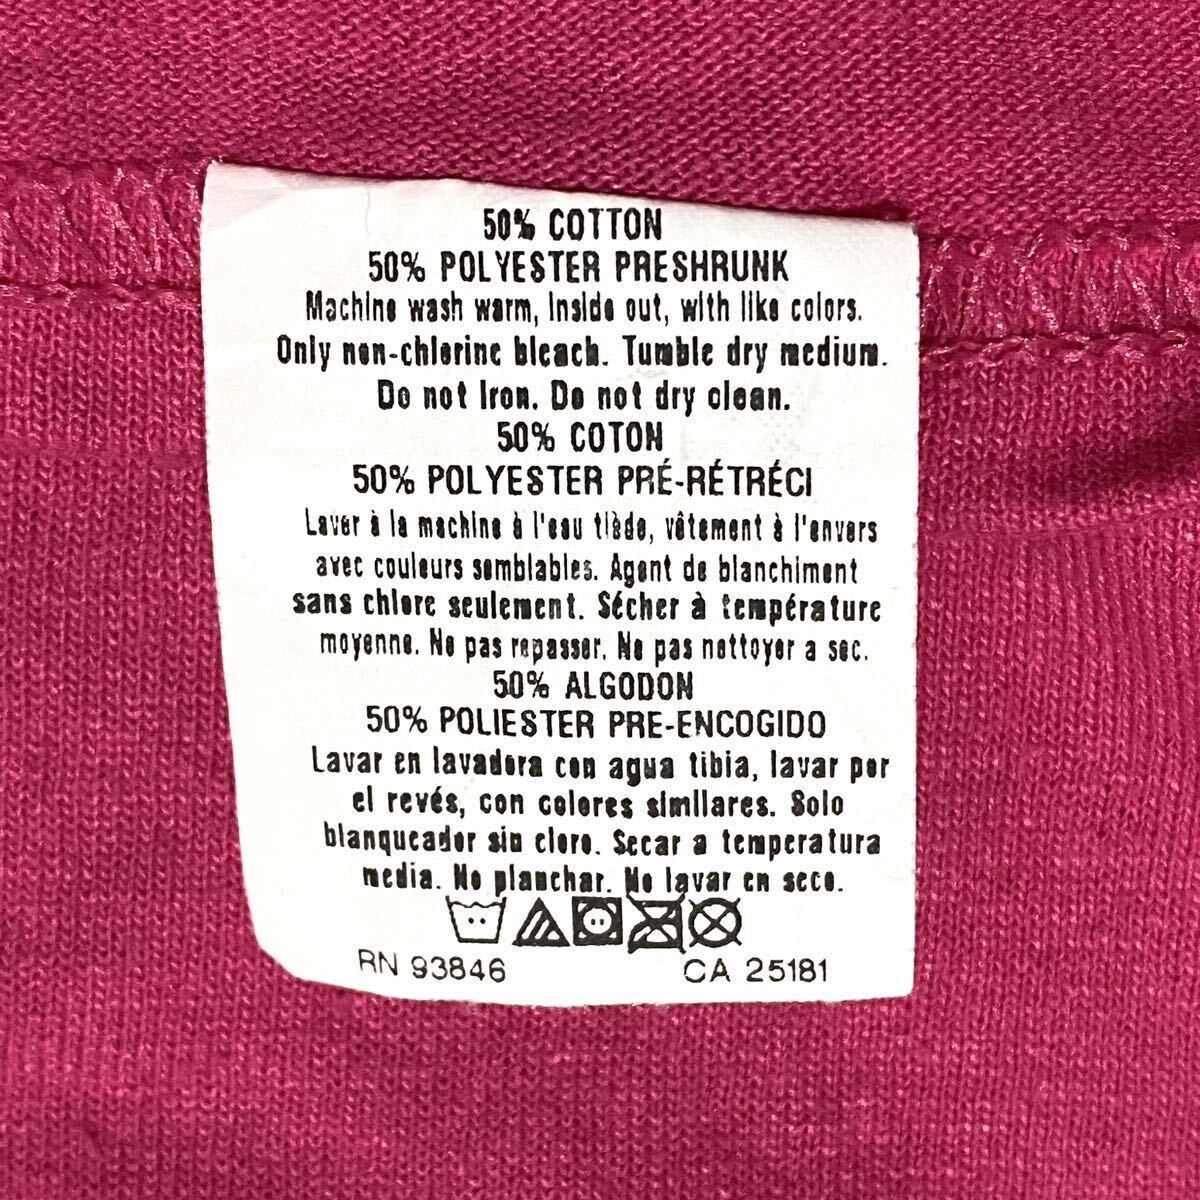 50% COTTON
50% POLYESTER PRESHRUNK
Machine wash warm, inside out, with like colors.
Only non-chlorine bleach. Tumble dry medium.
Do not Iron. Do not dry clean.
50% COTON
50% POLYESTER PRÉ-RÉTRÉCI
Laver à la machine à l'eau tiède, vêtement à l'envers
avec couleurs semblables. Agent de blanchiment
sans chlore seulement. Sécher à température
moyenne. Ne pas repasser. Ne pas nettoyer a sec.
50% ALGODON
50% POLIESTER PRE-ENCOGIDO
Lavar en lavadora con agua tibia, lavar por
el revés, con colores similares. Solo
blanqueador sin cloro. Secar a temperatura
media. No planchar. No lavar en seco.
RN 93846 CA 25181